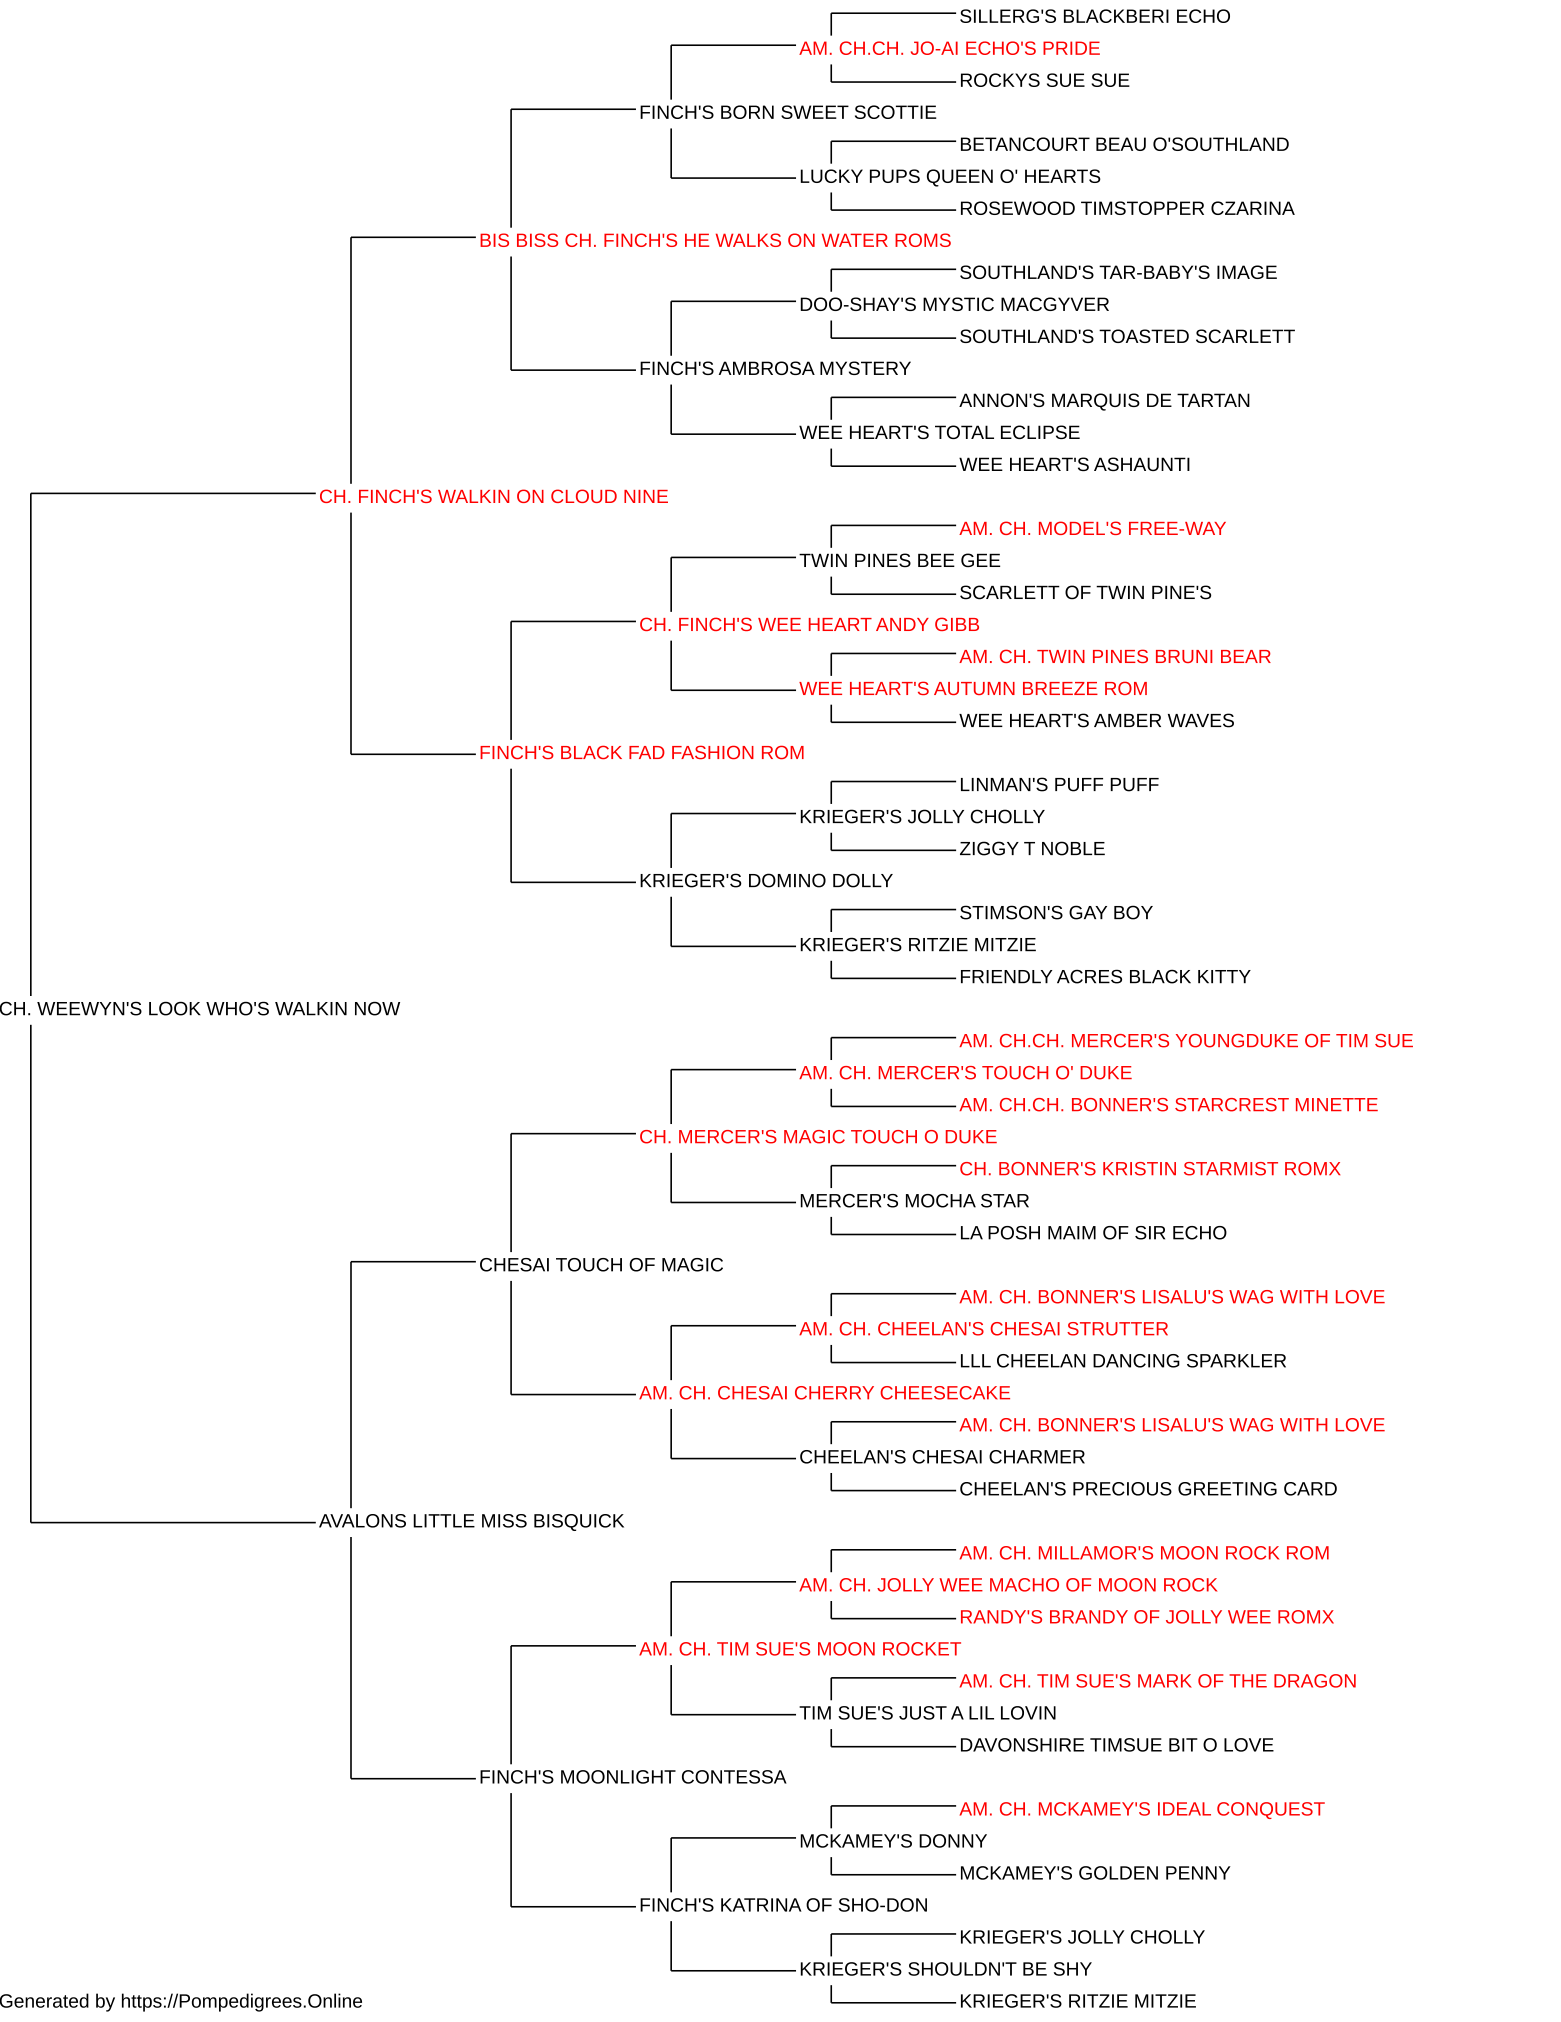 SILLERG'S BLACKBERI ECHO
AM. CH.CH. JO-AI ECHO'S PRIDE
ROCKYS SUE SUE
FINCH'S BORN SWEET SCOTTIE
BETANCOURT BEAU O'SOUTHLAND
LUCKY PUPS QUEEN O' HEARTS
ROSEWOOD TIMSTOPPER CZARINA
BIS BISS CH. FINCH'S HE WALKS ON WATER ROMS
SOUTHLAND'S TAR-BABY'S IMAGE
DOO-SHAY'S MYSTIC MACGYVER
SOUTHLAND'S TOASTED SCARLETT
FINCH'S AMBROSA MYSTERY
ANNON'S MARQUIS DE TARTAN
WEE HEART'S TOTAL ECLIPSE
WEE HEART'S ASHAUNTI
CH. FINCH'S WALKIN ON CLOUD NINE
AM. CH. MODEL'S FREE-WAY
TWIN PINES BEE GEE
SCARLETT OF TWIN PINE'S
CH. FINCH'S WEE HEART ANDY GIBB
AM. CH. TWIN PINES BRUNI BEAR
WEE HEART'S AUTUMN BREEZE ROM
WEE HEART'S AMBER WAVES
FINCH'S BLACK FAD FASHION ROM
LINMAN'S PUFF PUFF
KRIEGER'S JOLLY CHOLLY
ZIGGY T NOBLE
KRIEGER'S DOMINO DOLLY
STIMSON'S GAY BOY
KRIEGER'S RITZIE MITZIE
FRIENDLY ACRES BLACK KITTY
CH. WEEWYN'S LOOK WHO'S WALKIN NOW
AM. CH.CH. MERCER'S YOUNGDUKE OF TIM SUE
AM. CH. MERCER'S TOUCH O' DUKE
AM. CH.CH. BONNER'S STARCREST MINETTE
CH. MERCER'S MAGIC TOUCH O DUKE
CH. BONNER'S KRISTIN STARMIST ROMX
MERCER'S MOCHA STAR
LA POSH MAIM OF SIR ECHO
CHESAI TOUCH OF MAGIC
AM. CH. BONNER'S LISALU'S WAG WITH LOVE
AM. CH. CHEELAN'S CHESAI STRUTTER
LLL CHEELAN DANCING SPARKLER
AM. CH. CHESAI CHERRY CHEESECAKE
AM. CH. BONNER'S LISALU'S WAG WITH LOVE
CHEELAN'S CHESAI CHARMER
CHEELAN'S PRECIOUS GREETING CARD
AVALONS LITTLE MISS BISQUICK
AM. CH. MILLAMOR'S MOON ROCK ROM
AM. CH. JOLLY WEE MACHO OF MOON ROCK
RANDY'S BRANDY OF JOLLY WEE ROMX
AM. CH. TIM SUE'S MOON ROCKET
AM. CH. TIM SUE'S MARK OF THE DRAGON
TIM SUE'S JUST A LIL LOVIN
DAVONSHIRE TIMSUE BIT O LOVE
FINCH'S MOONLIGHT CONTESSA
AM. CH. MCKAMEY'S IDEAL CONQUEST
MCKAMEY'S DONNY
MCKAMEY'S GOLDEN PENNY
FINCH'S KATRINA OF SHO-DON
KRIEGER'S JOLLY CHOLLY
KRIEGER'S SHOULDN'T BE SHY
KRIEGER'S RITZIE MITZIE
Generated by https://Pompedigrees.Online